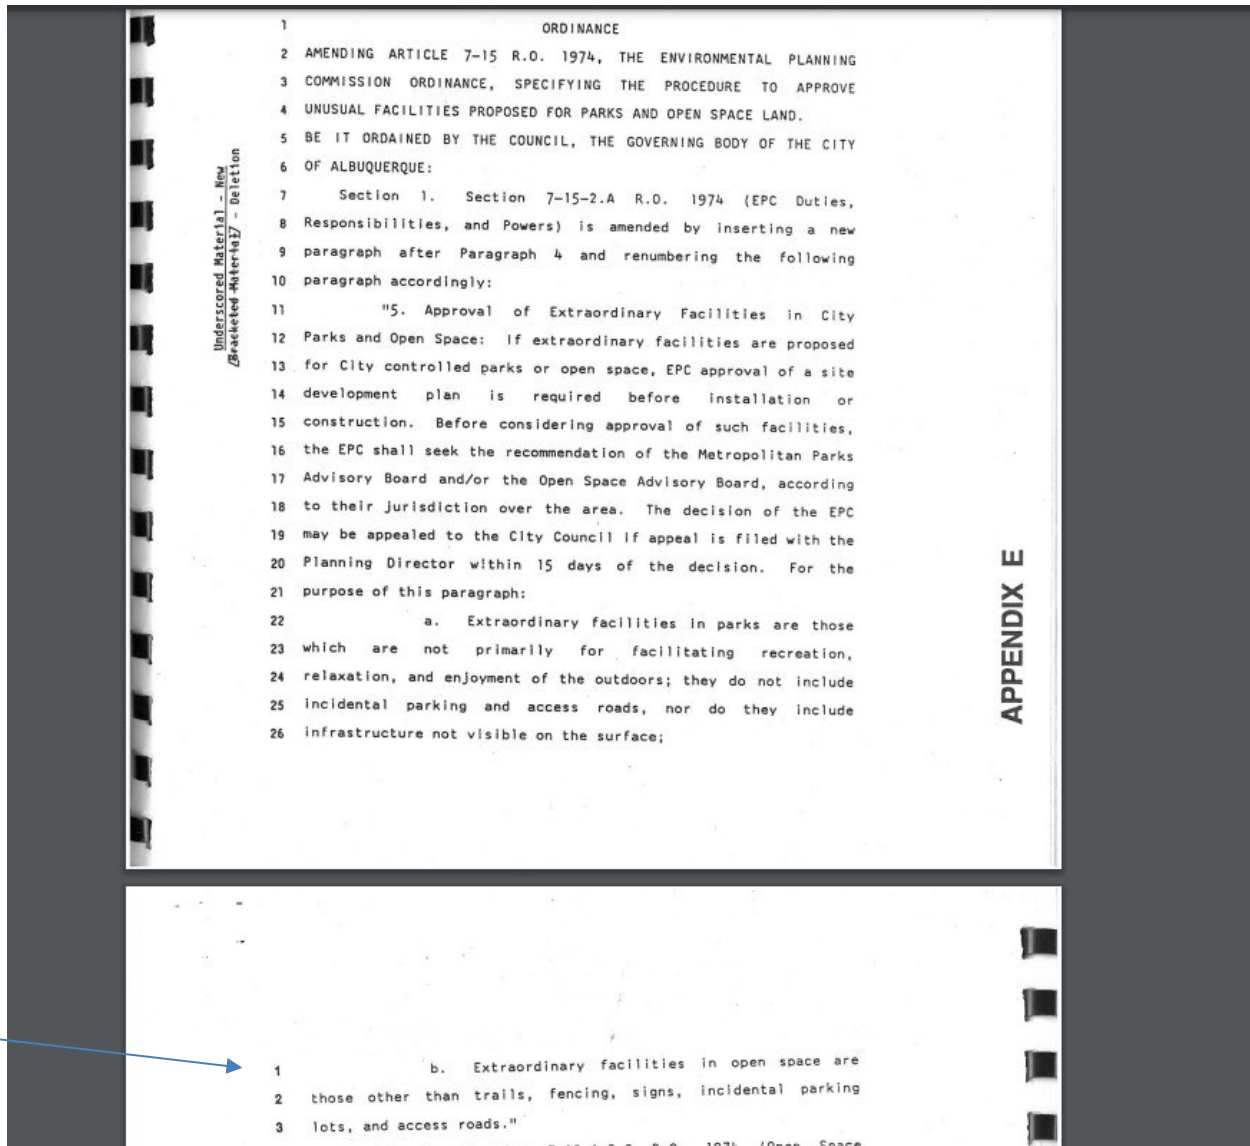 1 ORDINANCE
2 AMENDING ARTICLE 7-15 R.O. 1974, THE ENVIRONMENTAL PLANNING
3 COMMISSION ORDINANCE, SPECIFYING THE PROCEDURE TO APPROVE
4 UNUSUAL FACILITIES PROPOSED FOR PARKS AND OPEN SPACE LAND.
5 BE IT ORDAINED BY THE COUNCIL, THE GOVERNING BODY OF THE CITY
6 OF ALBUQUERQUE:
7 Section 1. Section 7-15-2.A R.O. 1974 (EPC Duties,
8 Responsibilities, and Powers) is amended by inserting a new
9 paragraph after Paragraph 4 and renumbering the following
10 paragraph accordingly:
11 "5. Approval of Extraordinary Facilities in City
12 Parks and Open Space: If extraordinary facilities are proposed
13 for City controlled parks or open space, EPC approval of a site
14 development plan is required before installation or
15 construction. Before considering approval of such facilities,
16 the EPC shall seek the recommendation of the Metropolitan Parks
17 Advisory Board and/or the Open Space Advisory Board, according
18 to their jurisdiction over the area. The decision of the EPC
19 may be appealed to the City Council if appeal is filed with the
20 Planning Director within 15 days of the decision. For the
21 purpose of this paragraph:
22 a. Extraordinary facilities in parks are those
23 which are not primarily for facilitating recreation,
24 relaxation, and enjoyment of the outdoors; they do not include
25 incidental parking and access roads, nor do they include
26 infrastructure not visible on the surface;
Underscored Material - New
[Bracketed Material] - Deletion
APPENDIX E
1 b. Extraordinary facilities in open space are
2 those other than trails, fencing, signs, incidental parking
3 lots, and access roads."
R.O. 1974 (Open Space